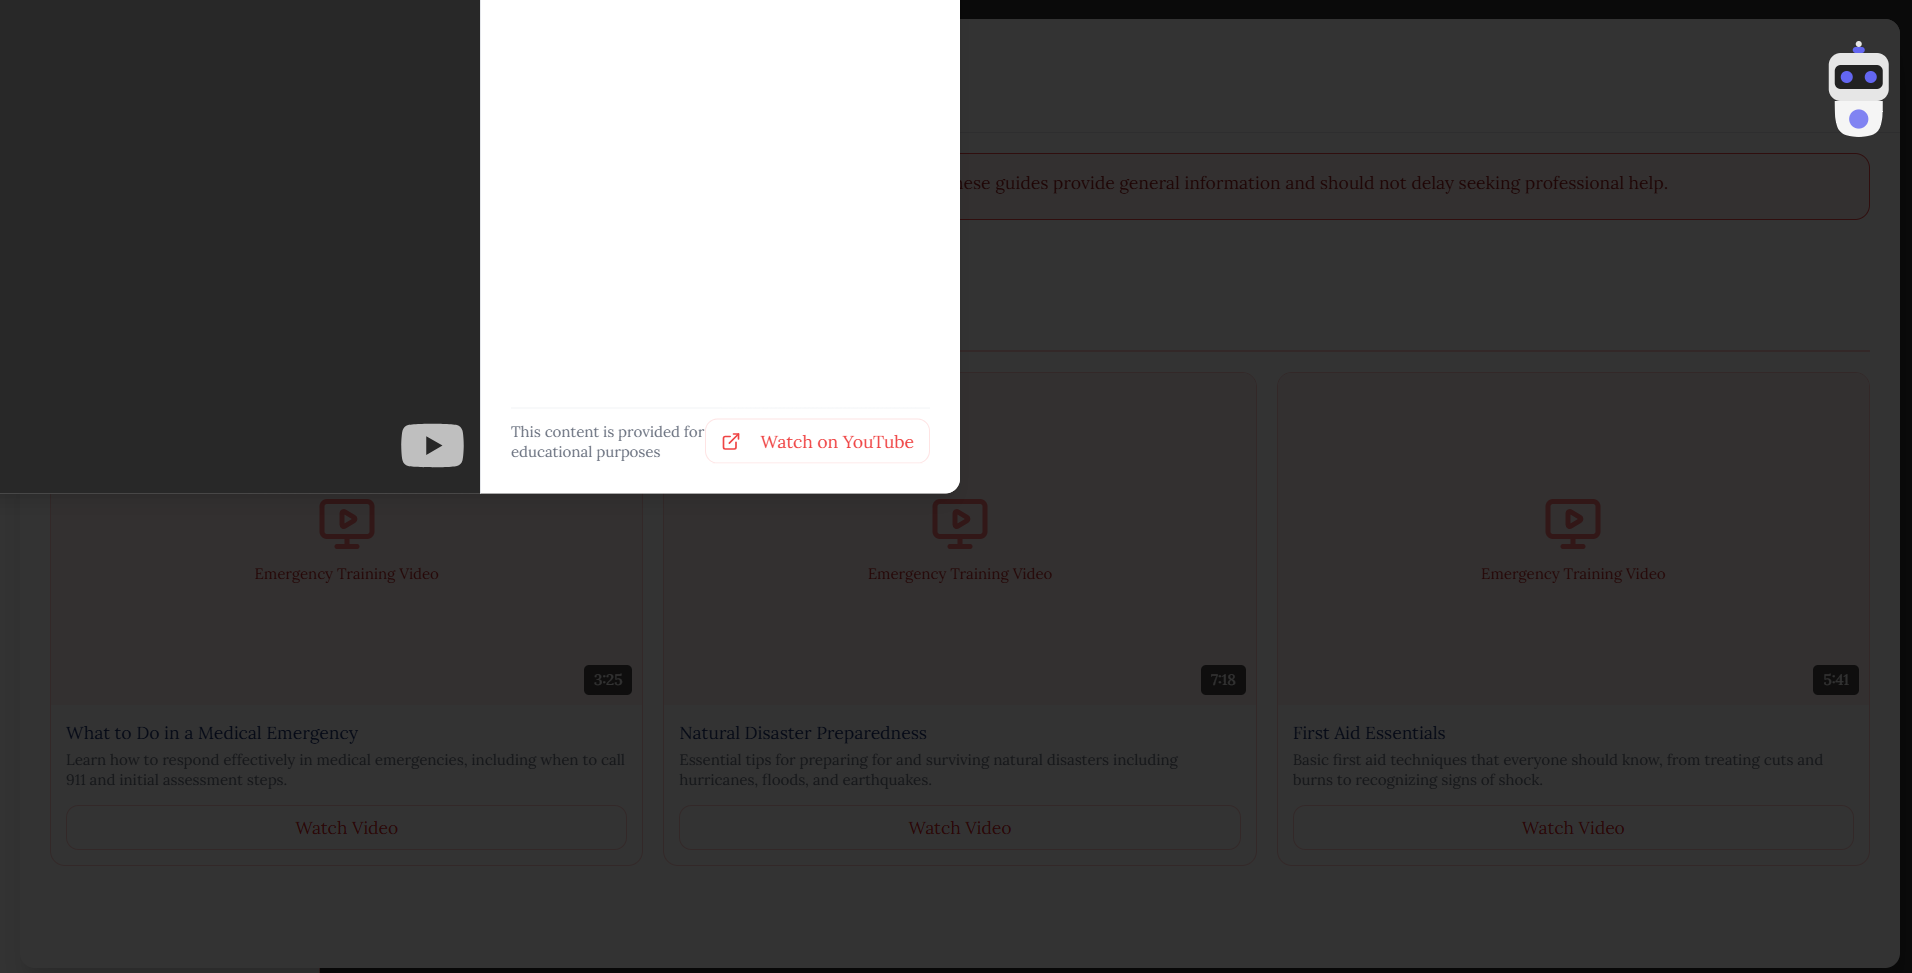 ese guides provide general information and should not delay seeking professional help.
This content is provided for
educational purposes
Watch on YouTube
Emergency Training Video
Emergency Training Video
Emergency Training Video
3:25
7:18
5:41
What to Do in a Medical Emergency
Learn how to respond effectively in medical emergencies, including when to call
911 and initial assessment steps.
Watch Video
Natural Disaster Preparedness
Essential tips for preparing for and surviving natural disasters including
hurricanes, floods, and earthquakes.
Watch Video
First Aid Essentials
Basic first aid techniques that everyone should know, from treating cuts and
burns to recognizing signs of shock.
Watch Video